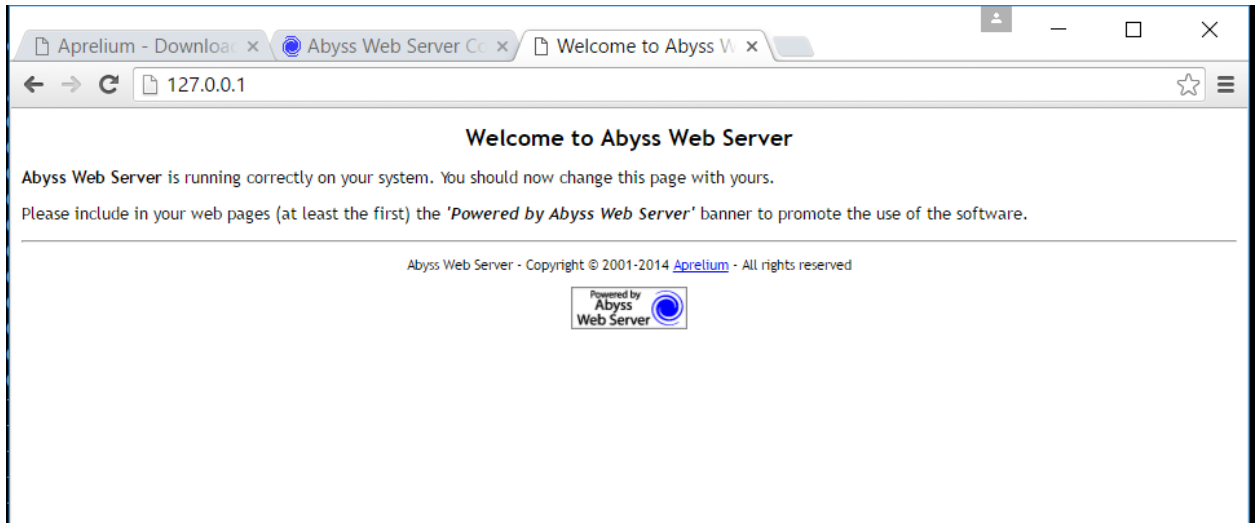 Aprelium - Download
Abyss Web Server Co
Welcome to Abyss W
127.0.0.1
Welcome to Abyss Web Server
Abyss Web Server is running correctly on your system. You should now change this page with yours.
Please include in your web pages (at least the first) the 'Powered by Abyss Web Server' banner to promote the use of the software.
Abyss Web Server - Copyright © 2001-2014 Aprelium - All rights reserved
Powered by
Abyss
Web Server